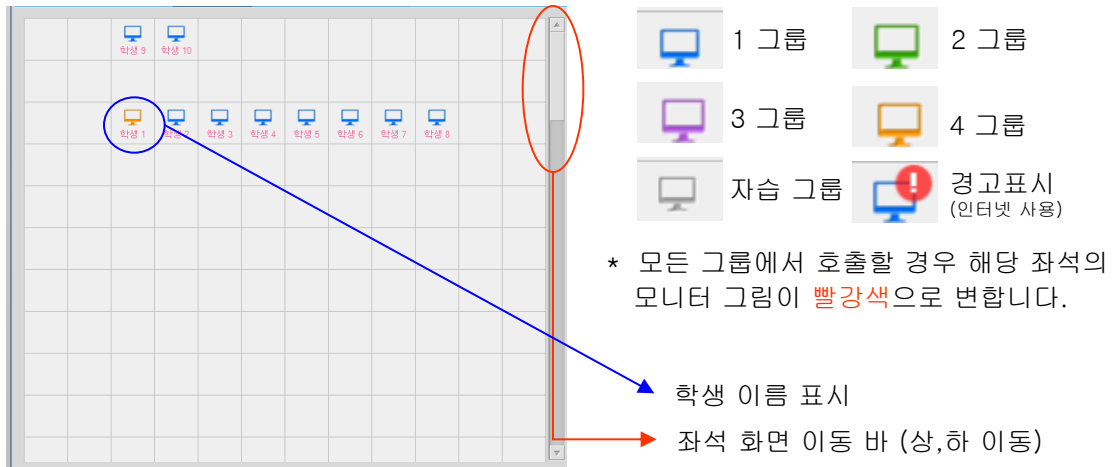 학생 9
학생 10
학생 1
학생 2
학생 3
학생 4
학생 5
학생 6
학생 7
학생 8
1 그룹
2 그룹
3 그룹
4 그룹
자습 그룹
경고표시
(인터넷 사용)
* 모든 그룹에서 호출할 경우 해당 좌석의
모니터 그림이 빨강색으로 변합니다.
학생 이름 표시
좌석 화면 이동 바 (상,하 이동)